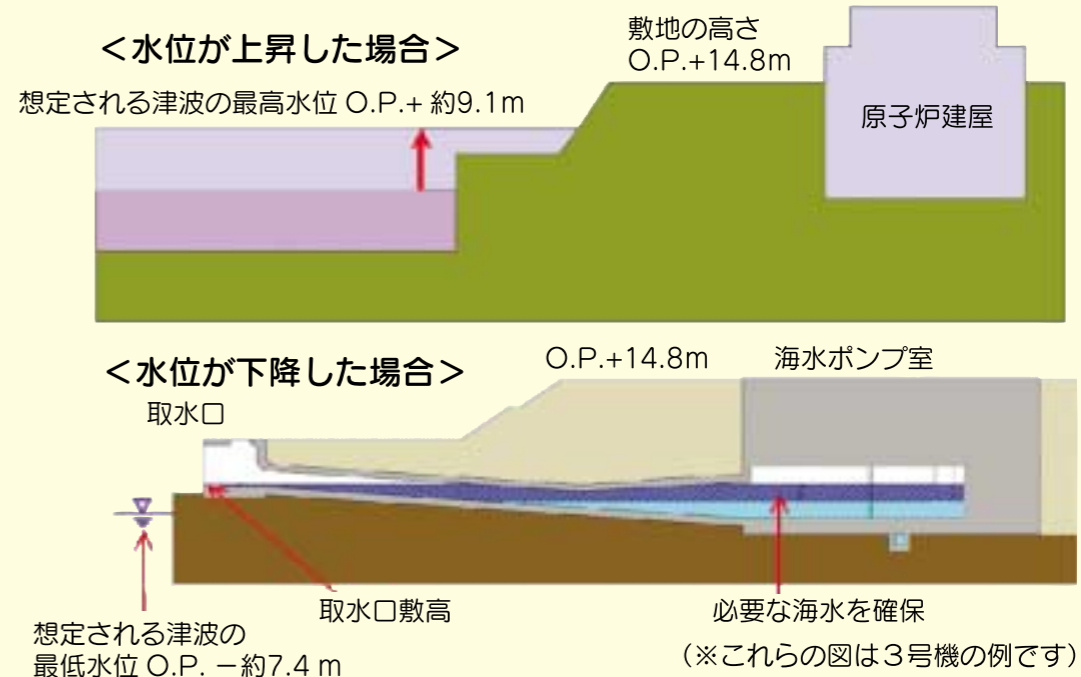 ＜水位が上昇した場合＞
敷地の高さ
O.P.+14.8m
想定される津波の最高水位 O.P.+ 約9.1m
原子炉建屋
＜水位が下降した場合＞
O.P.+14.8m
海水ポンプ室
取水口
取水口敷高
必要な海水を確保
想定される津波の
最低水位 O.P. －約7.4 m
（※これらの図は３号機の例です）